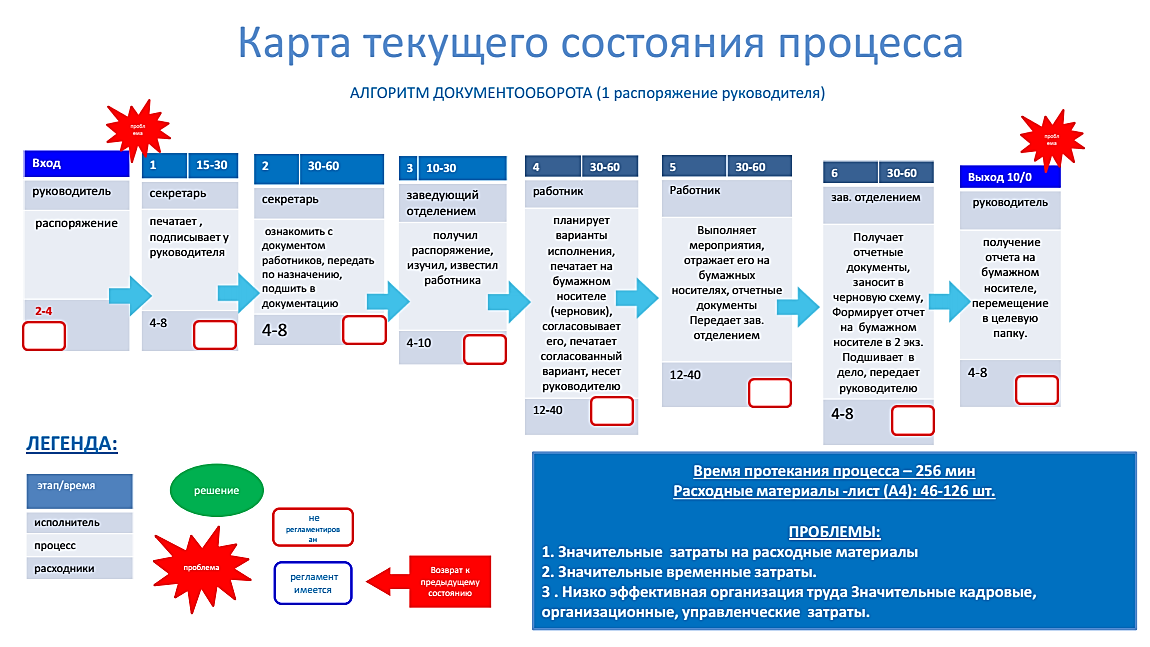 Карта текущего состояния процесса
АЛГОРИТМ ДОКУМЕНТООБОРОТА (1 распоряжение руководителя)
пробл
ема
Вход
руководитель
распоряжение
2-4
1
15-30
секретарь
печатает ,
подписывает у
руководителя
4-8
2
30-60
секретарь
ознакомить с
документом
работников, передать
по назначению,
подшить в
документацию
4-8
3
10-30
заведующий
отделением
получил
распоряжение,
изучил, известил
работника
4-10
4
30-60
работник
планирует
варианты
исполнения,
печатает на
бумажном
носителе
(черновик),
согласовывает
его, печатает
согласованный
вариант, несет
руководителю
12-40
5
30-60
Работник
Выполняет
мероприятия,
отражает его на
бумажных
носителях, отчетные
документы
Передает зав.
отделением
12-40
6
30-60
зав. отделением
Получает
отчетные
документы,
заносит в
черновую схему,
Формирует отчет
на бумажном
носителе в 2 экз.
Подшивает в
дело, передает
руководителю
4-8
пробл
ема
Выход 10/0
руководитель
получение
отчета на
бумажном
носителе,
перемещение
в целевую
папку.
4-8
ЛЕГЕНДА:
этап/время
исполнитель
процесс
расходники
решение
проблема
не
регламентиров
ан
регламент
имеется
Возврат к
предыдущему
состоянию
Время протекания процесса – 256 мин
Расходные материалы -лист (А4): 46-126 шт.
ПРОБЛЕМЫ:
1. Значительные затраты на расходные материалы
2. Значительные временные затраты.
3 . Низко эффективная организация труда Значительные кадровые,
организационные, управленческие затраты.